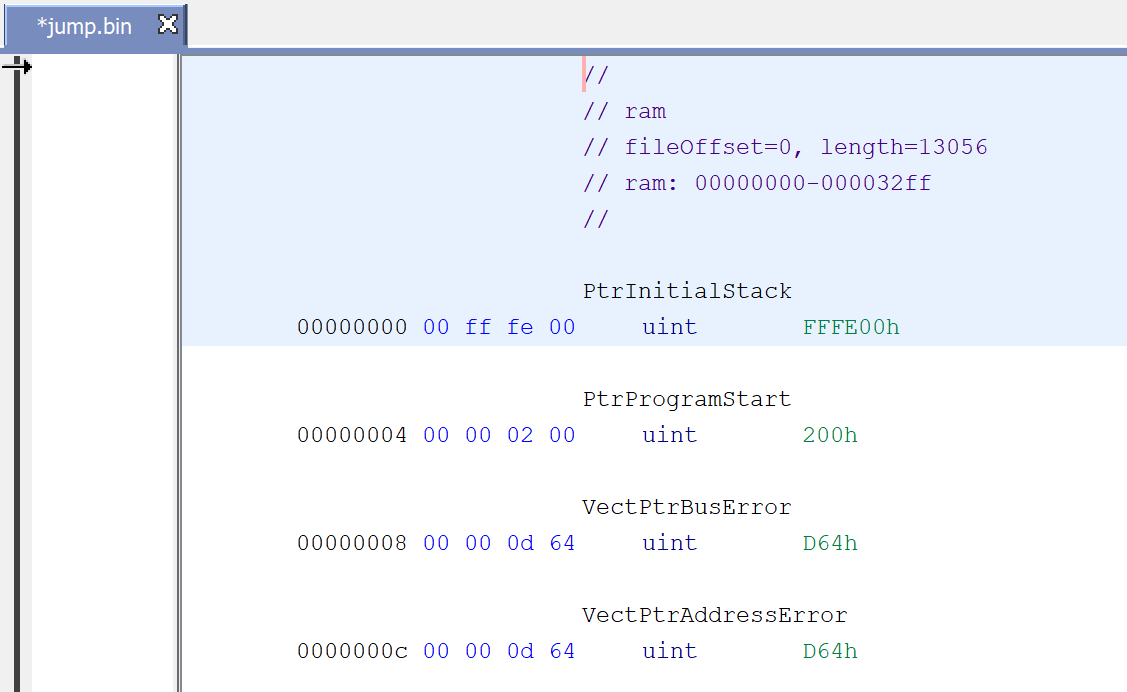 *jump.bin
//
// ram
// fileOffset=0, length=13056
// ram: 00000000-000032ff
//
PtrInitialStack
00000000 00 ff fe 00 uint FFFE00h
PtrProgramStart
00000004 00 00 02 00 uint 200h
VectPtrBusError
00000008 00 00 0d 64 uint D64h
VectPtrAddressError
0000000c 00 00 0d 64 uint D64h